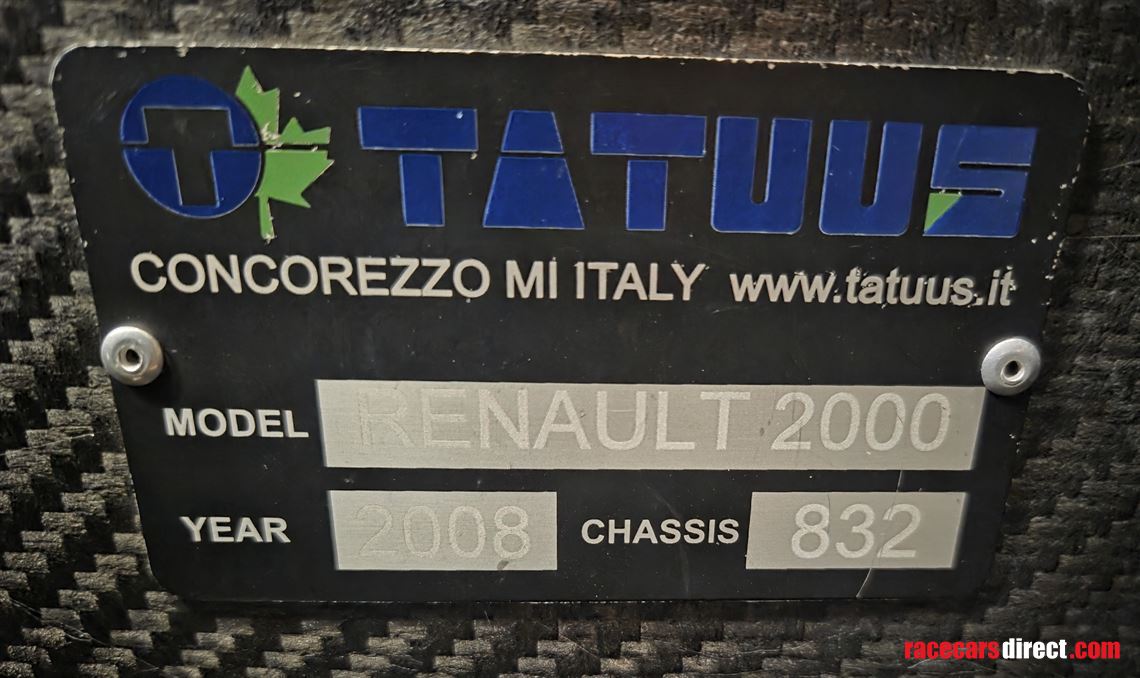 T TATUUS
CONCOREZZO MI ITALY www.tatuus.it
MODEL RENAULT 2000
YEAR 2008 CHASSIS 832
racecarsdirect.com